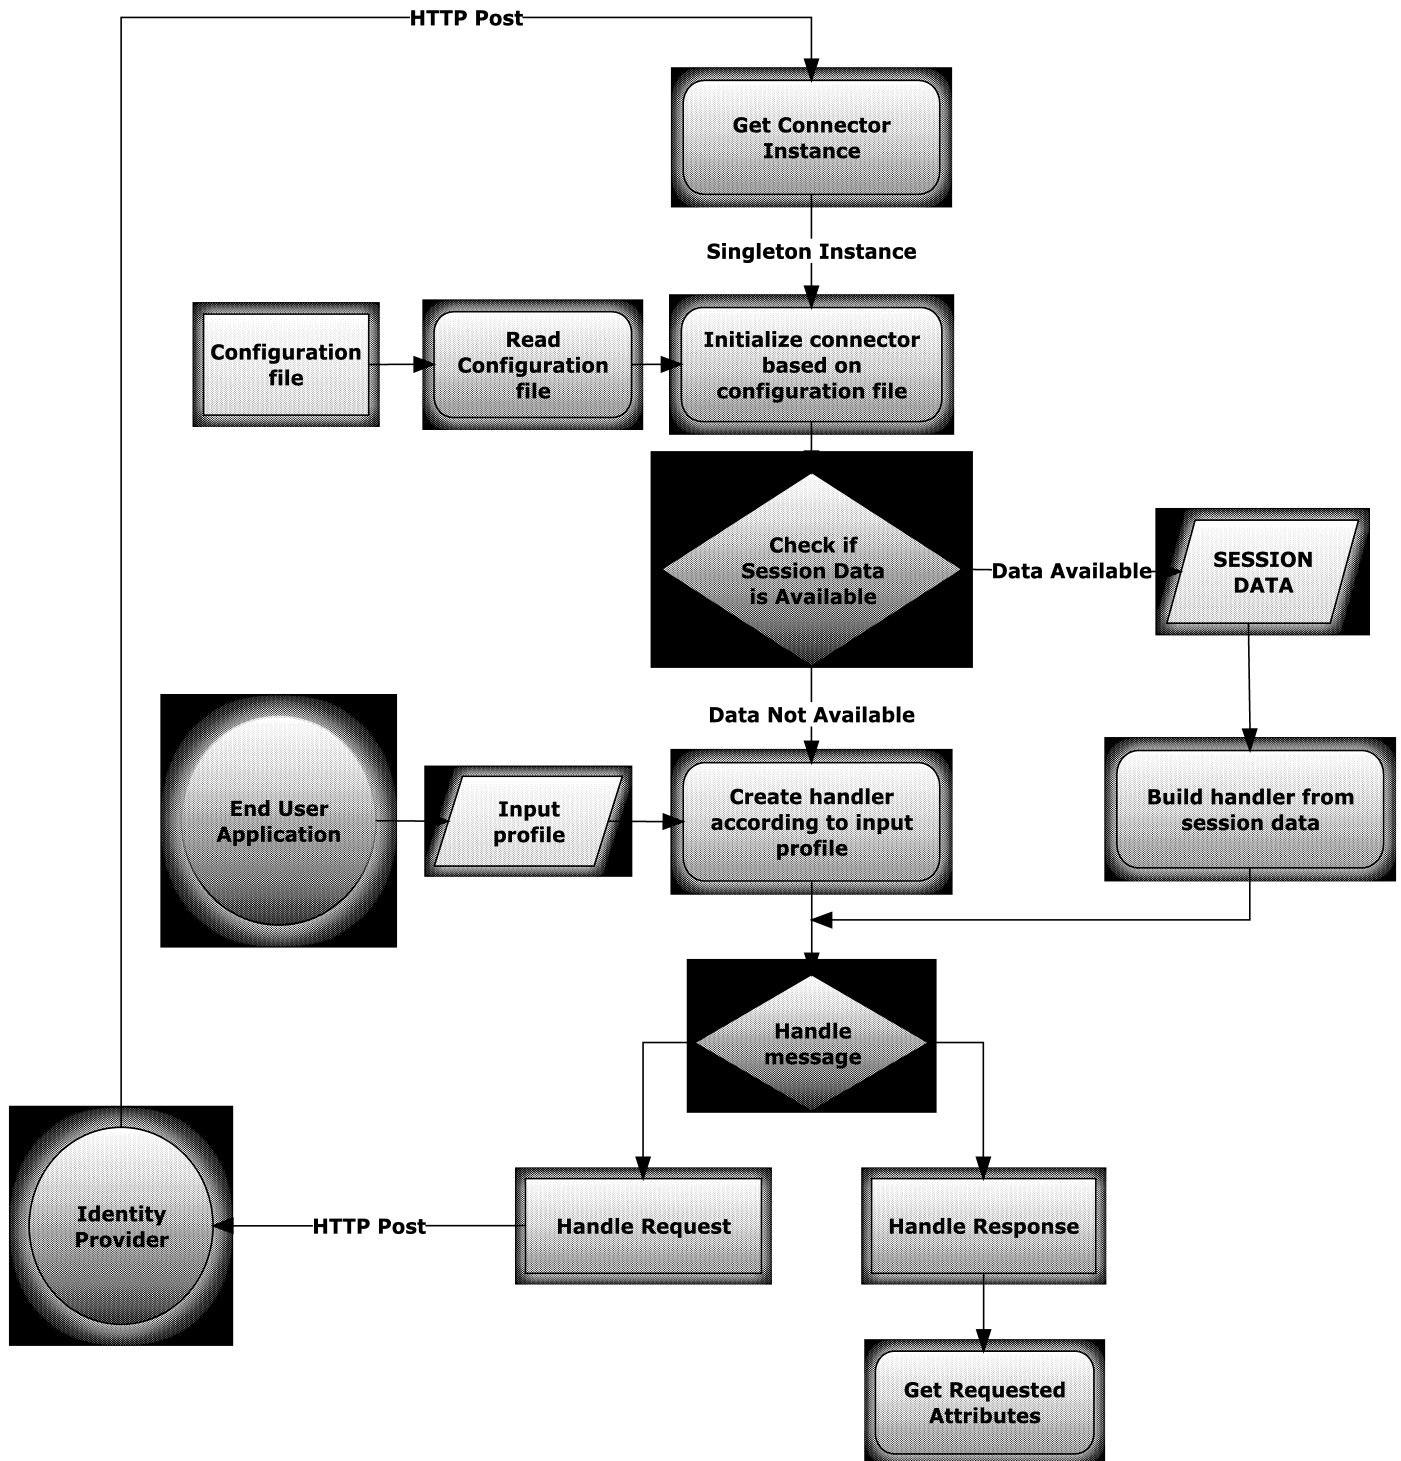 HTTP Post
Get Connector
Instance
Singleton Instance
Configuration
file
Read
Configuration
file
Initialize connector
based on
configuration file
Check if
Session Data
is Available
Data Available
SESSION
DATA
Data Not Available
End User
Application
Input
profile
Create handler
according to input
profile
Build handler from
session data
Handle
message
Identity
Provider
HTTP Post
Handle Request
Handle Response
Get Requested
Attributes